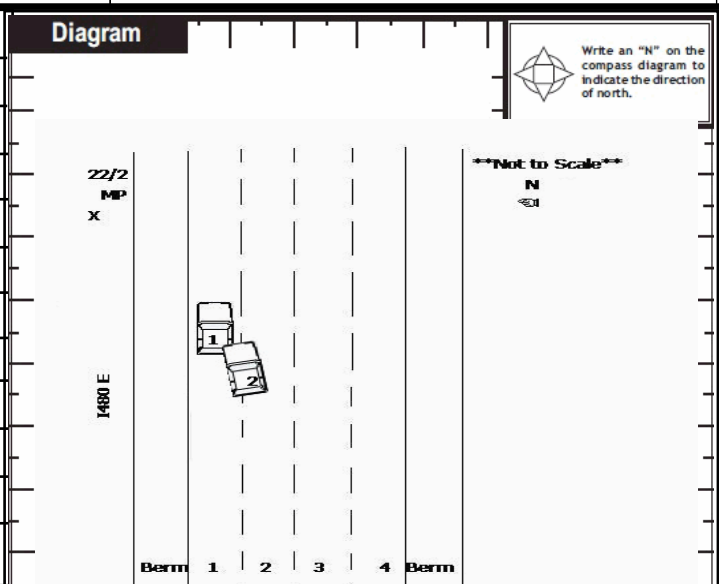 Diagram
Write an “N” on the
compass diagram to
indicate the direction
of north.
**Not to Scale**
N
22/2
MP
X
1
2
I480 E
Berm 1 2 3 4 Berm